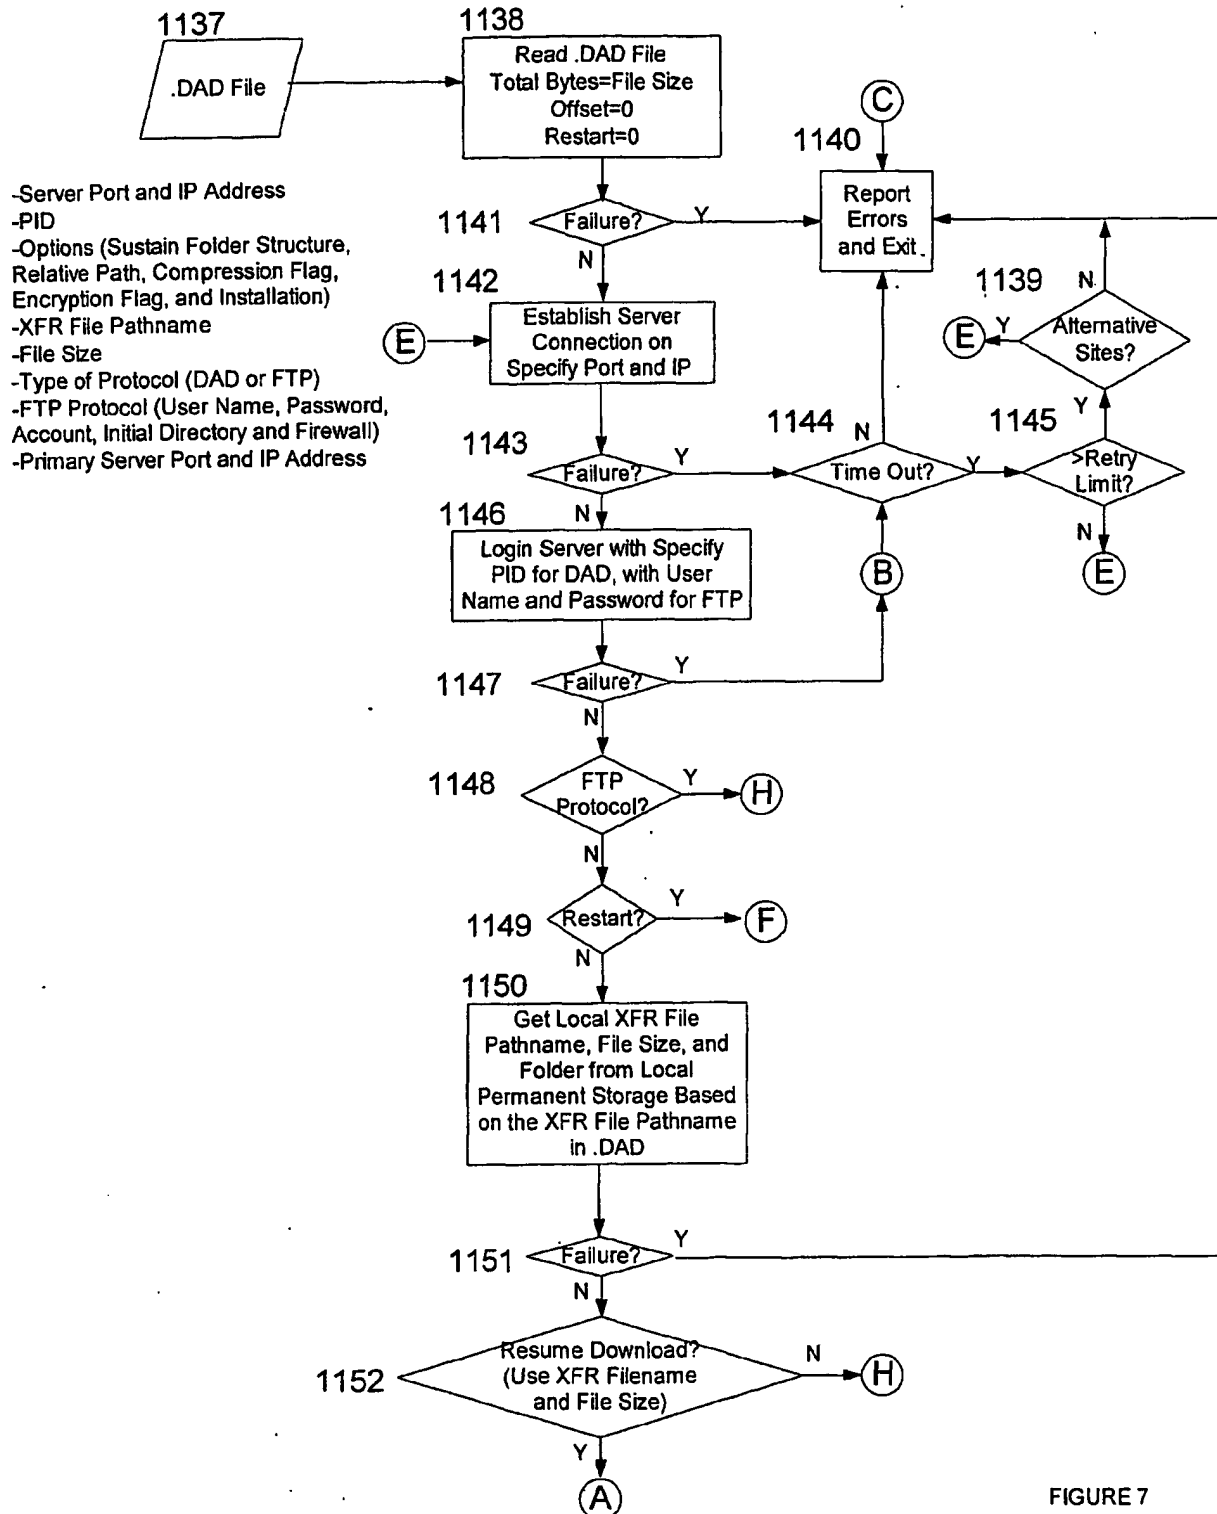 1137
.DAD File
1138
Read .DAD File
Total Bytes=File Size
Offset=0
Restart=0
C
1140
Report
Errors
and Exit
-Server Port and IP Address
-PID
-Options (Sustain Folder Structure,
Relative Path, Compression Flag,
Encryption Flag, and Installation)
-XFR File Pathname
-File Size
-Type of Protocol (DAD or FTP)
-FTP Protocol (User Name, Password,
Account, Initial Directory and Firewall)
-Primary Server Port and IP Address
1141
Failure?
Y
N
1142
E
Establish Server
Connection on
Specify Port and IP
1139
N
Alternative
Sites?
Y
E
1143
Failure?
Y
N
1144
N
Time Out?
Y
1145
Y
>Retry
Limit?
N
E
1146
Login Server with Specify
PID for DAD, with User
Name and Password for FTP
B
1147
Failure?
Y
N
1148
FTP
Protocol?
Y
H
N
1149
Restart?
Y
F
N
1150
Get Local XFR File
Pathname, File Size, and
Folder from Local
Permanent Storage Based
on the XFR File Pathname
in .DAD
1151
Failure?
Y
N
1152
Resume Download?
(Use XFR Filename
and File Size)
N
H
Y
A
FIGURE 7